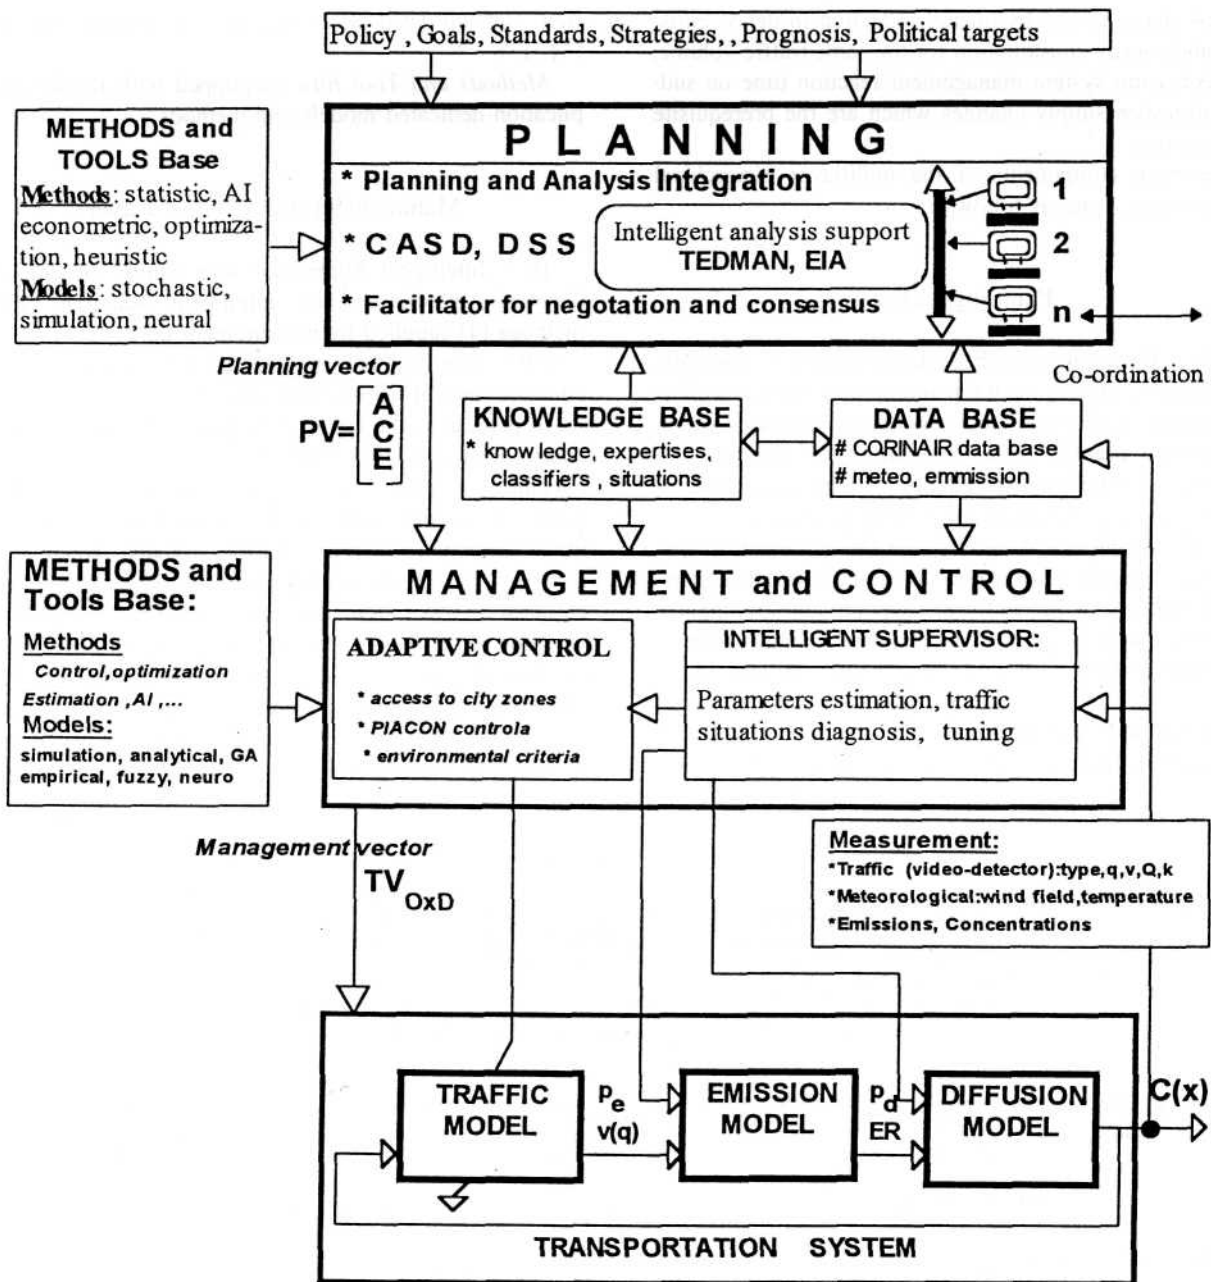 Policy , Goals, Standards, Strategies, , Prognosis, Political targets
METHODS and
TOOLS Base
Methods: statistic, AI
econometric, optimiza-
tion, heuristic
Models: stochastic,
simulation, neural
PLANNING
* Planning and Analysis Integration
* CASD, DSS
Intelligent analysis support
TEDMAN, EIA
* Facilitator for negotation and consensus
1
2
n
Co-ordination
Planning vector
PV=
A
C
E
KNOWLEDGE BASE
* knowledge, expertises,
classifiers , situations
DATA BASE
# CORINAIR data base
# meteo, emmission
METHODS and
Tools Base:
Methods
Control,optimization
Estimation ,AI ,...
Models:
simulation, analytical, GA
empirical, fuzzy, neuro
MANAGEMENT and CONTROL
ADAPTIVE CONTROL
* access to city zones
* PIACON controla
* environmental criteria
INTELLIGENT SUPERVISOR:
Parameters estimation, traffic
situations diagnosis, tuning
Management vector
TV OxD
Measurement:
*Traffic (video-detector):type,q,v,Q,k
*Meteorological:wind field,temperature
*Emissions, Concentrations
TRAFFIC
MODEL
pe
v(q)
EMISSION
MODEL
pd
ER
DIFFUSION
MODEL
C(x)
TRANSPORTATION SYSTEM